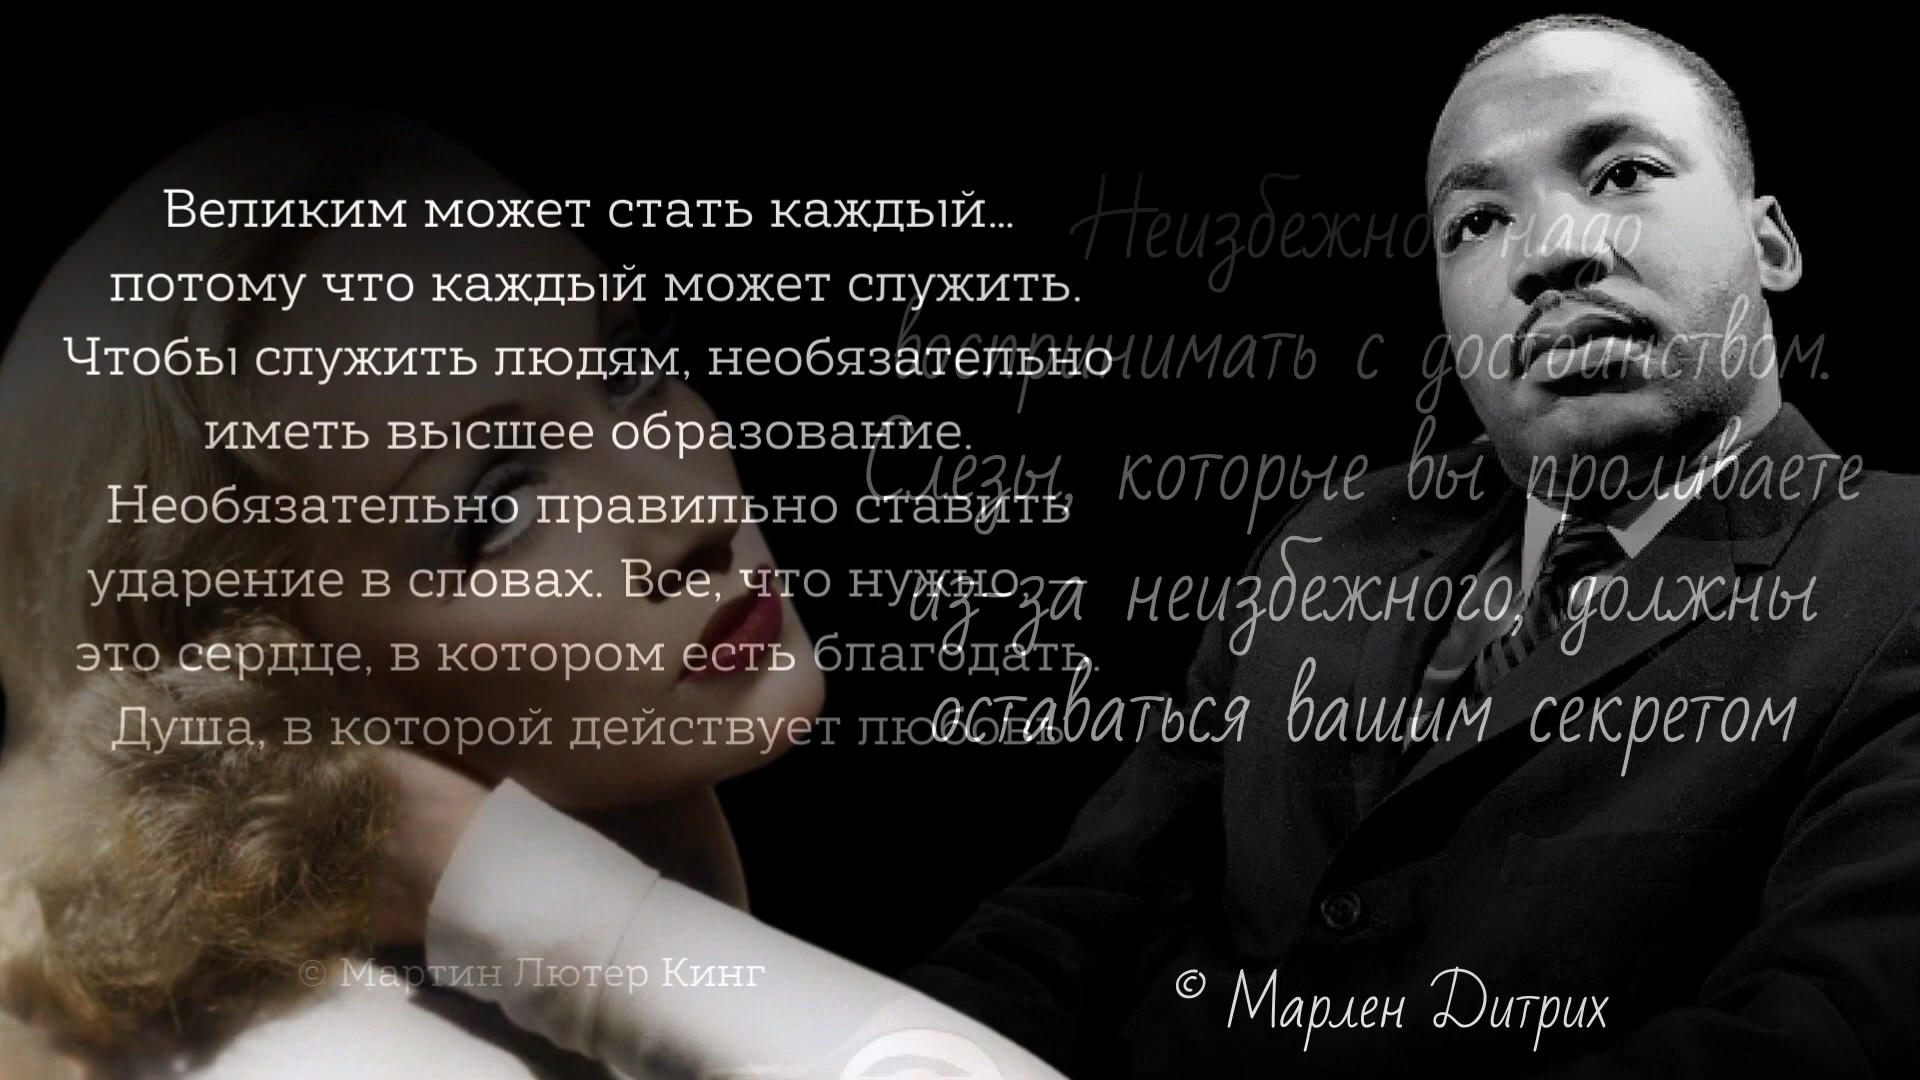 Великим может стать каждый...
потому что каждый может служить.
Чтобы служить людям, необязательно
иметь высшее образование.
Необязательно правильно ставить
ударение в словах. Все, что нужно, –
это сердце, в котором есть благодать.
Душа, в которой действует любовь
© Мартин Лютер Кинг
Неизбежное надо
воспринимать с достоинством.
Слёзы, которые вы проливаете
из-за неизбежного, должны
оставаться вашим секретом
© Марлен Дитрих